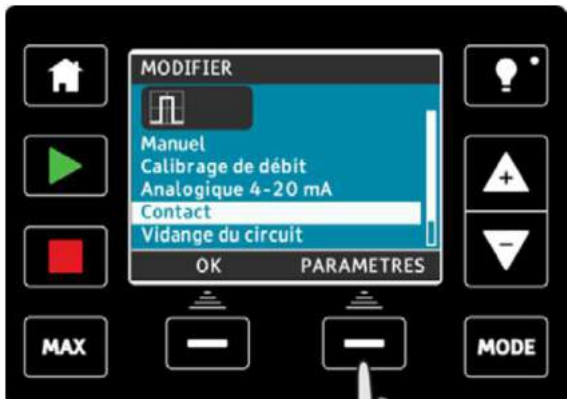 MODIFIER
Manuel
Calibrage de débit
Analogique 4-20 mA
Contact
Vidange du circuit
OK PARAMETRES
+
-
MAX
MODE